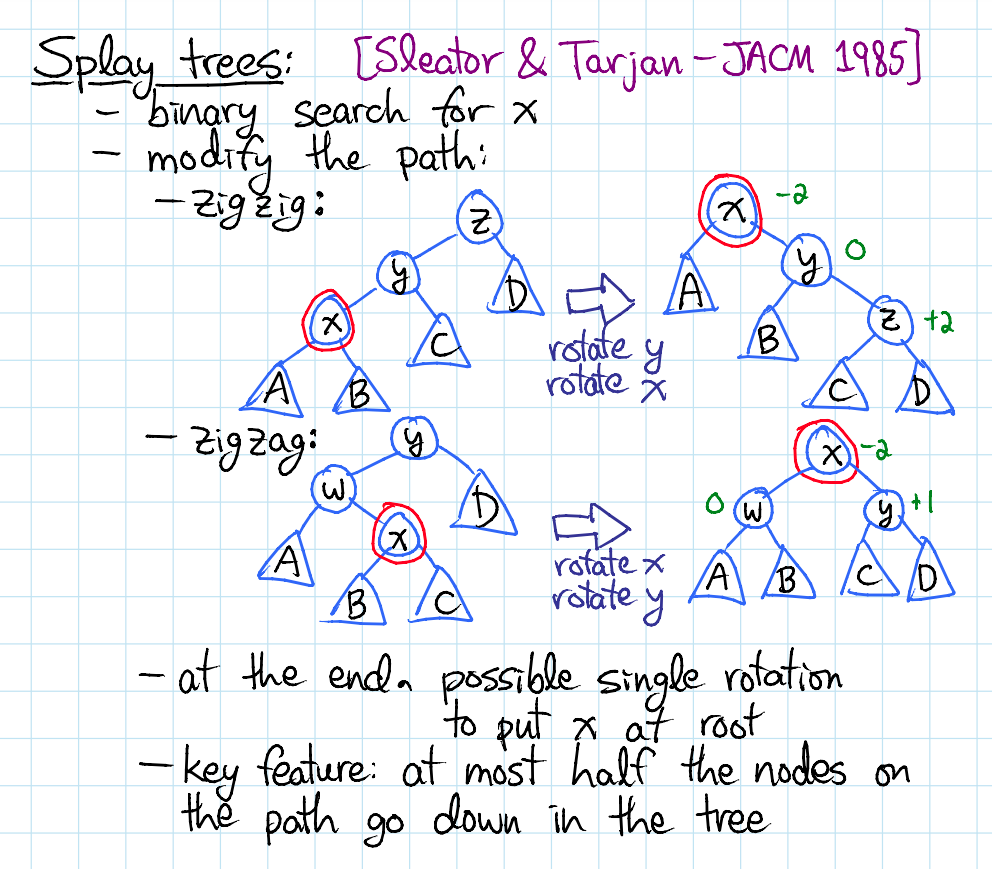 Splay trees: [Sleator & Tarjan – JACM 1985]
– binary search for x
– modify the path:
– zigzig:
z
y
D
x
C
A
B
rotate y
rotate x
x -2
A
y 0
B
z +2
C
D
– zigzag:
y
w
D
A
x
B
C
rotate x
rotate y
x -2
0 w
y +1
A
B
C
D
– at the end, possible single rotation
to put x at root
– key feature: at most half the nodes on
the path go down in the tree